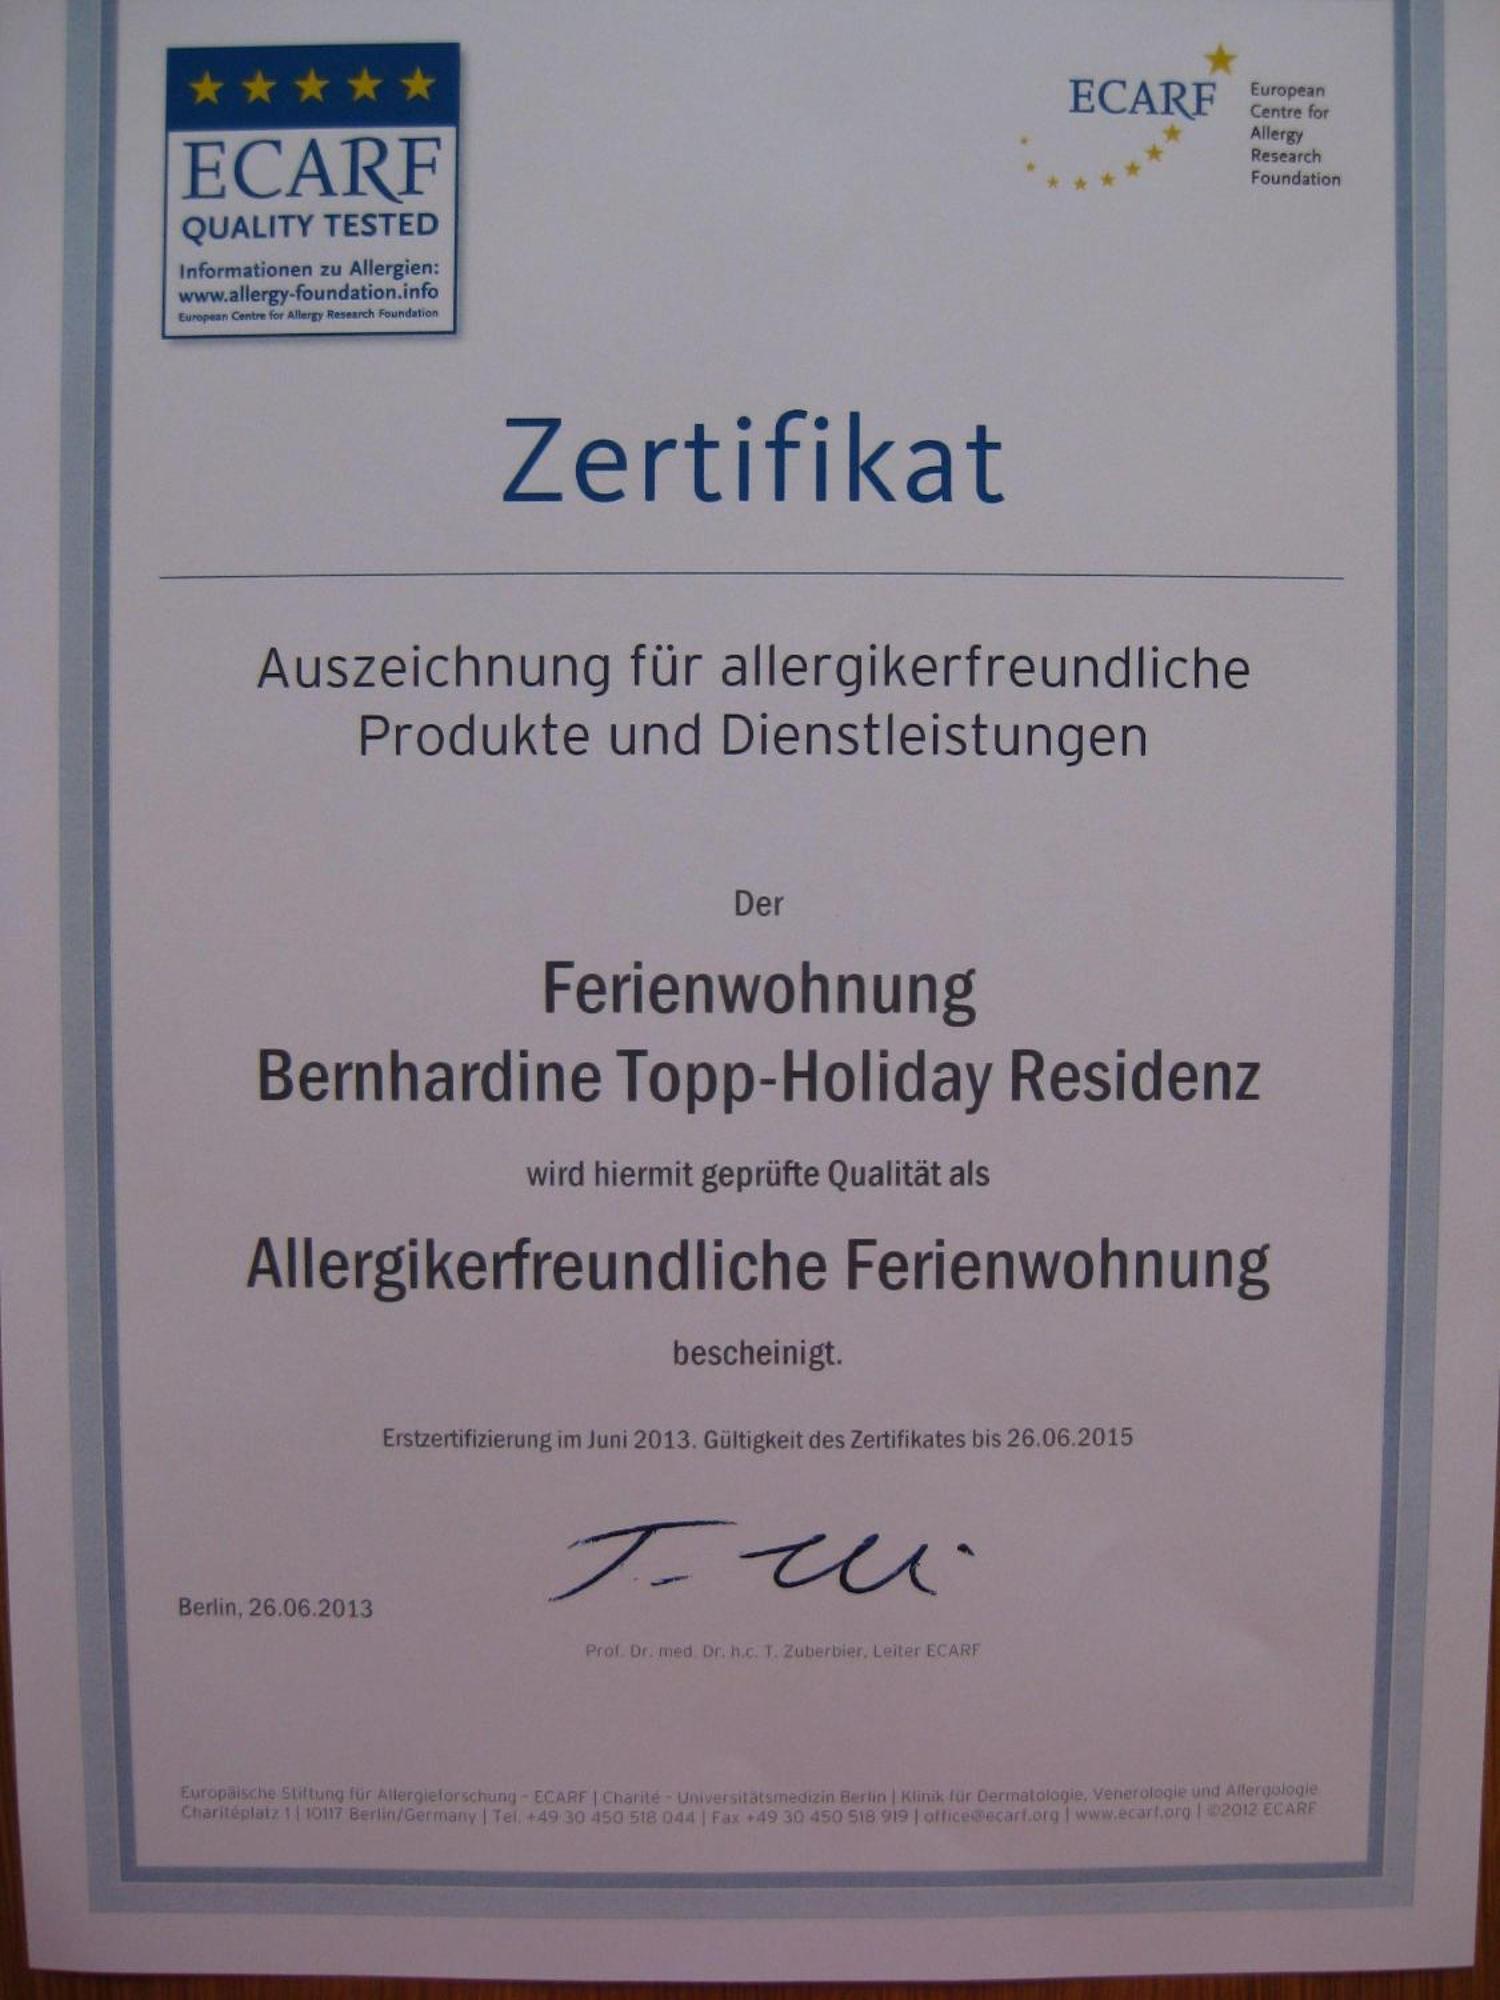 ECARF
QUALITY TESTED
Informationen zu Allergien:
www.allergy-foundation.info
European Centre for Allergy Research Foundation
ECARF
European
Centre for
Allergy
Research
Foundation
Zertifikat
Auszeichnung für allergikerfreundliche
Produkte und Dienstleistungen
Der
Ferienwohnung
Bernhardine Topp-Holiday Residenz
wird hiermit geprüfte Qualität als
Allergikerfreundliche Ferienwohnung
bescheinigt.
Erstzertifizierung im Juni 2013. Gültigkeit des Zertifikates bis 26.06.2015
Berlin, 26.06.2013
Prof. Dr. med. Dr. h.c. T. Zuberbier, Leiter ECARF
Europäische Stiftung für Allergieforschung - ECARF | Charité - Universitätsmedizin Berlin | Klinik für Dermatologie, Venerologie und Allergologie
Charitéplatz 1 | 10117 Berlin/Germany | Tel. +49 30 450 518 044 | Fax +49 30 450 518 919 | office@ecarf.org | www.ecarf.org | ©2012 ECARF